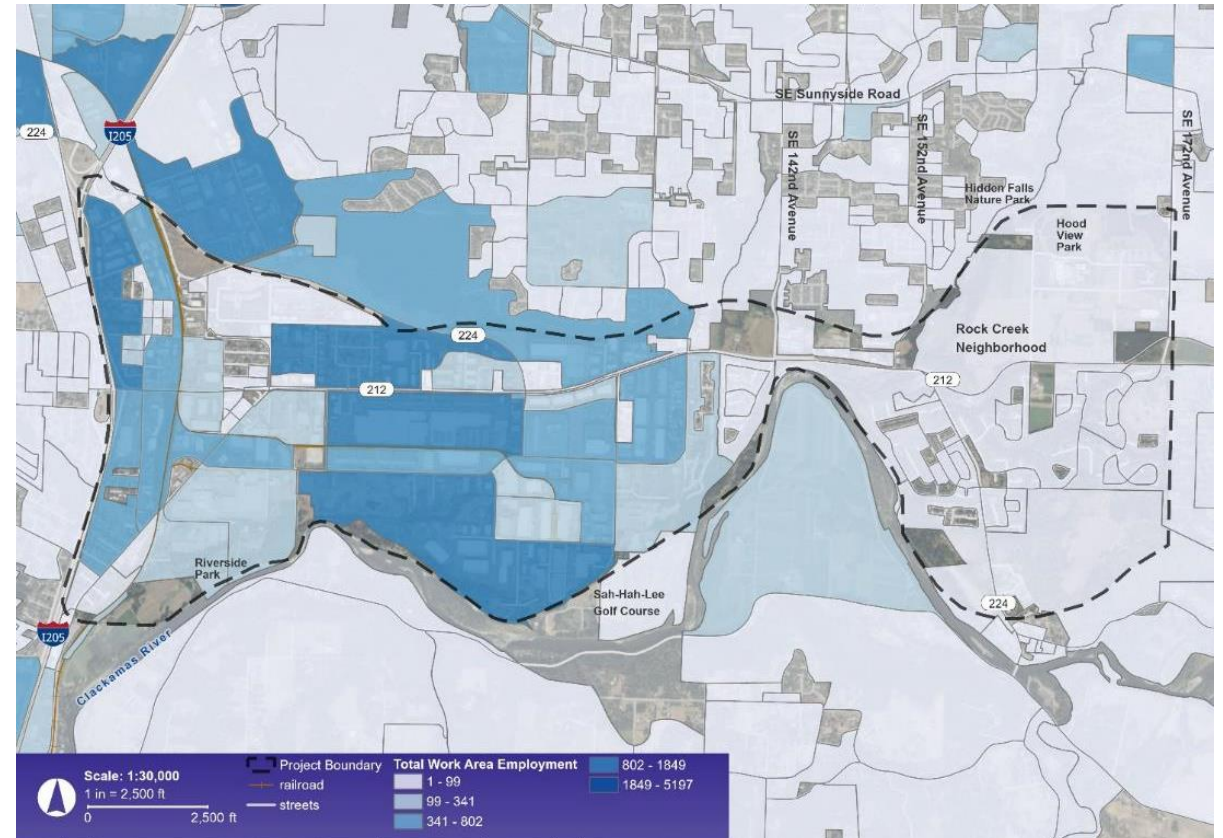 SE Sunnyside Road
224
I205
SE 142nd Avenue
SE 152nd Avenue
SE 172nd Avenue
Hidden Falls
Nature Park
Hood
View
Park
224
Rock Creek
Neighborhood
212
212
Riverside
Park
Sah-Hah-Lee
Golf Course
224
I205
Clackamas River
Scale: 1:30,000
1 in = 2,500 ft
0 2,500 ft
Project Boundary
railroad
streets
Total Work Area Employment
1 - 99
99 - 341
341 - 802
802 - 1849
1849 - 5197